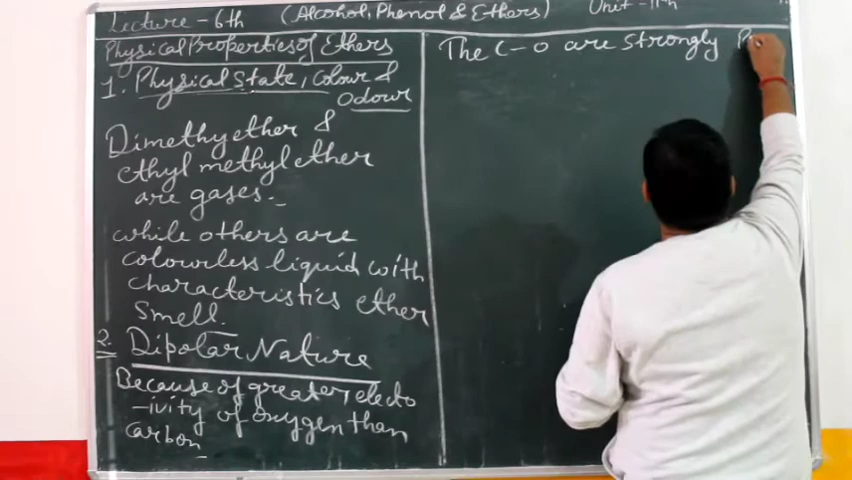 Lecture - 6th (Alcohol, Phenol & Ethers) Unit - 11th
Physical Properties of Ethers
1. Physical State, Colour &
Odour
Dimethyether &
ethyl methyl ether
are gases.
while others are
colourless liquid with
characteristics ether
smell.
2. Dipolar Nature
Because of greater, electo
-ivity of oxygen than
carbon
The C-O are strongly